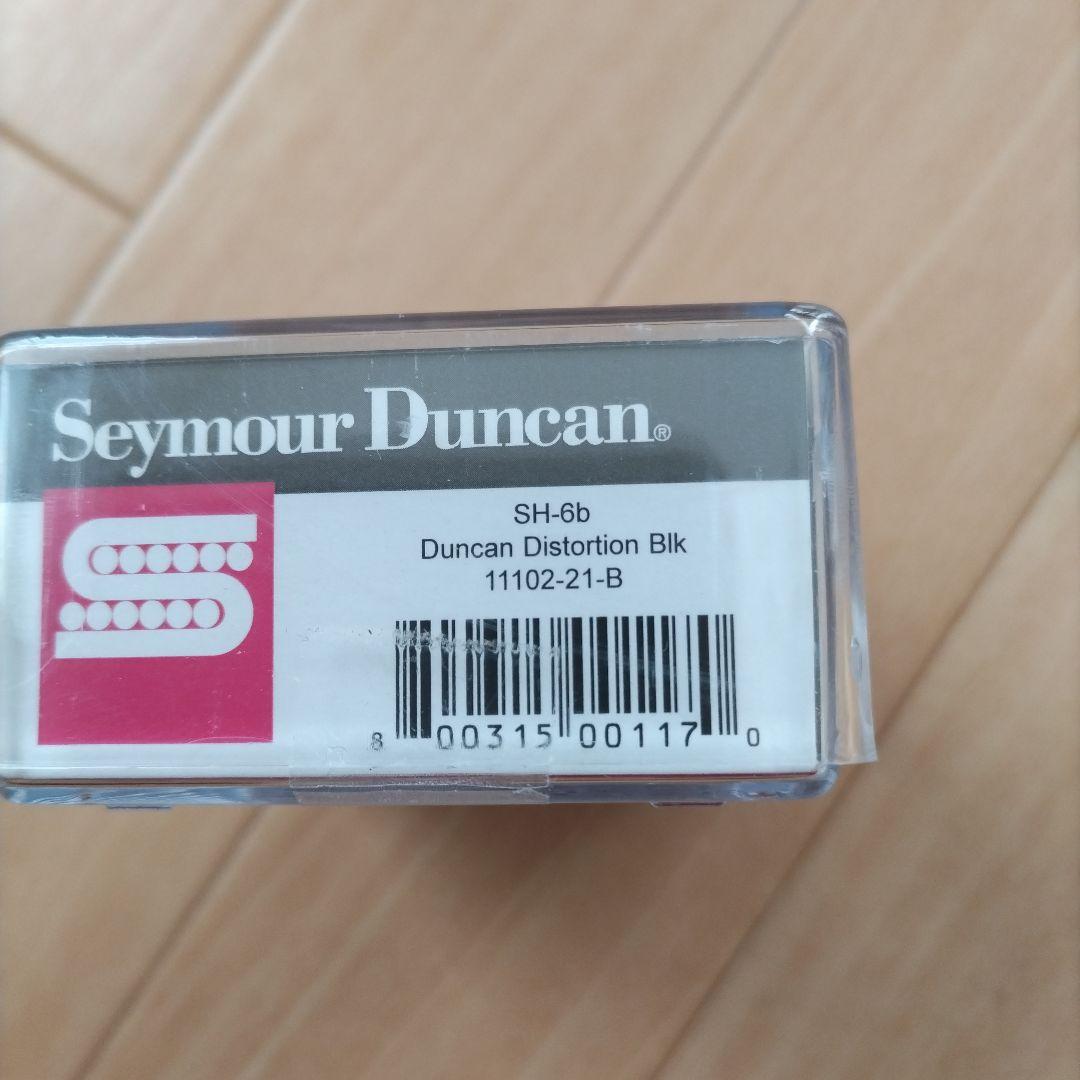 Seymour Duncan®
SH-6b
Duncan Distortion Blk
11102-21-B
8 00315 00117 0